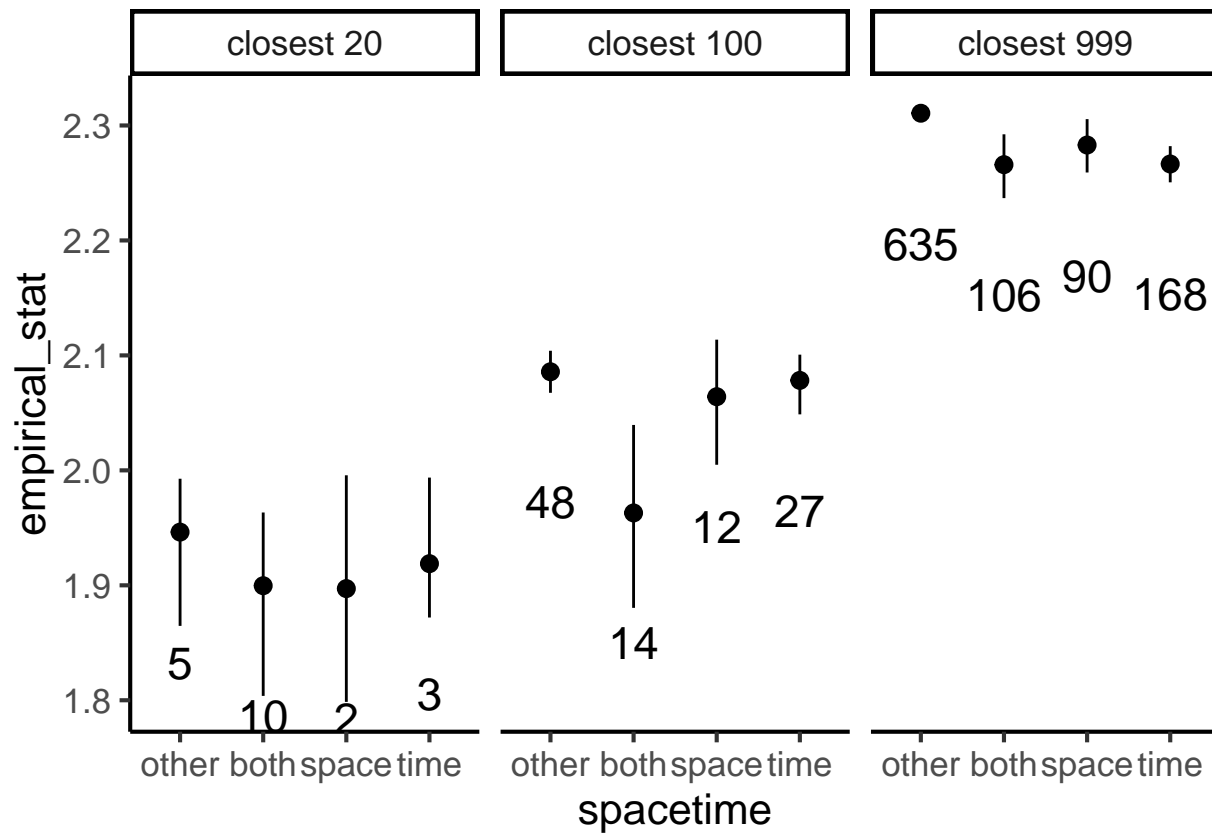 closest 20
closest 100
closest 999
empirical_stat
2.3
2.2
2.1
2.0
1.9
1.8
5
10
2
3
48
14
12
27
635
106
90
168
other both space time
other both space time
other both space time
spacetime